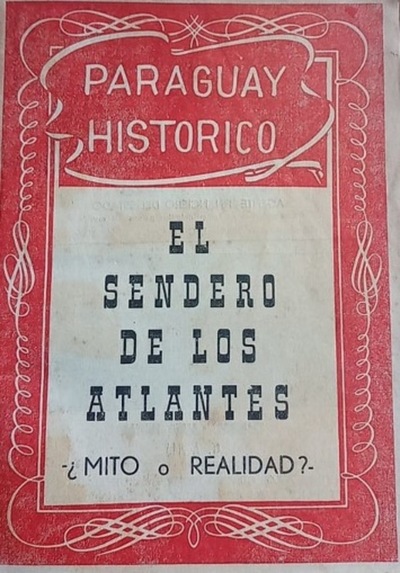 PARAGUAY
HISTORICO
EL
SENDERO
DE LOS
ATLANTES
-¿MITO o REALIDAD?-